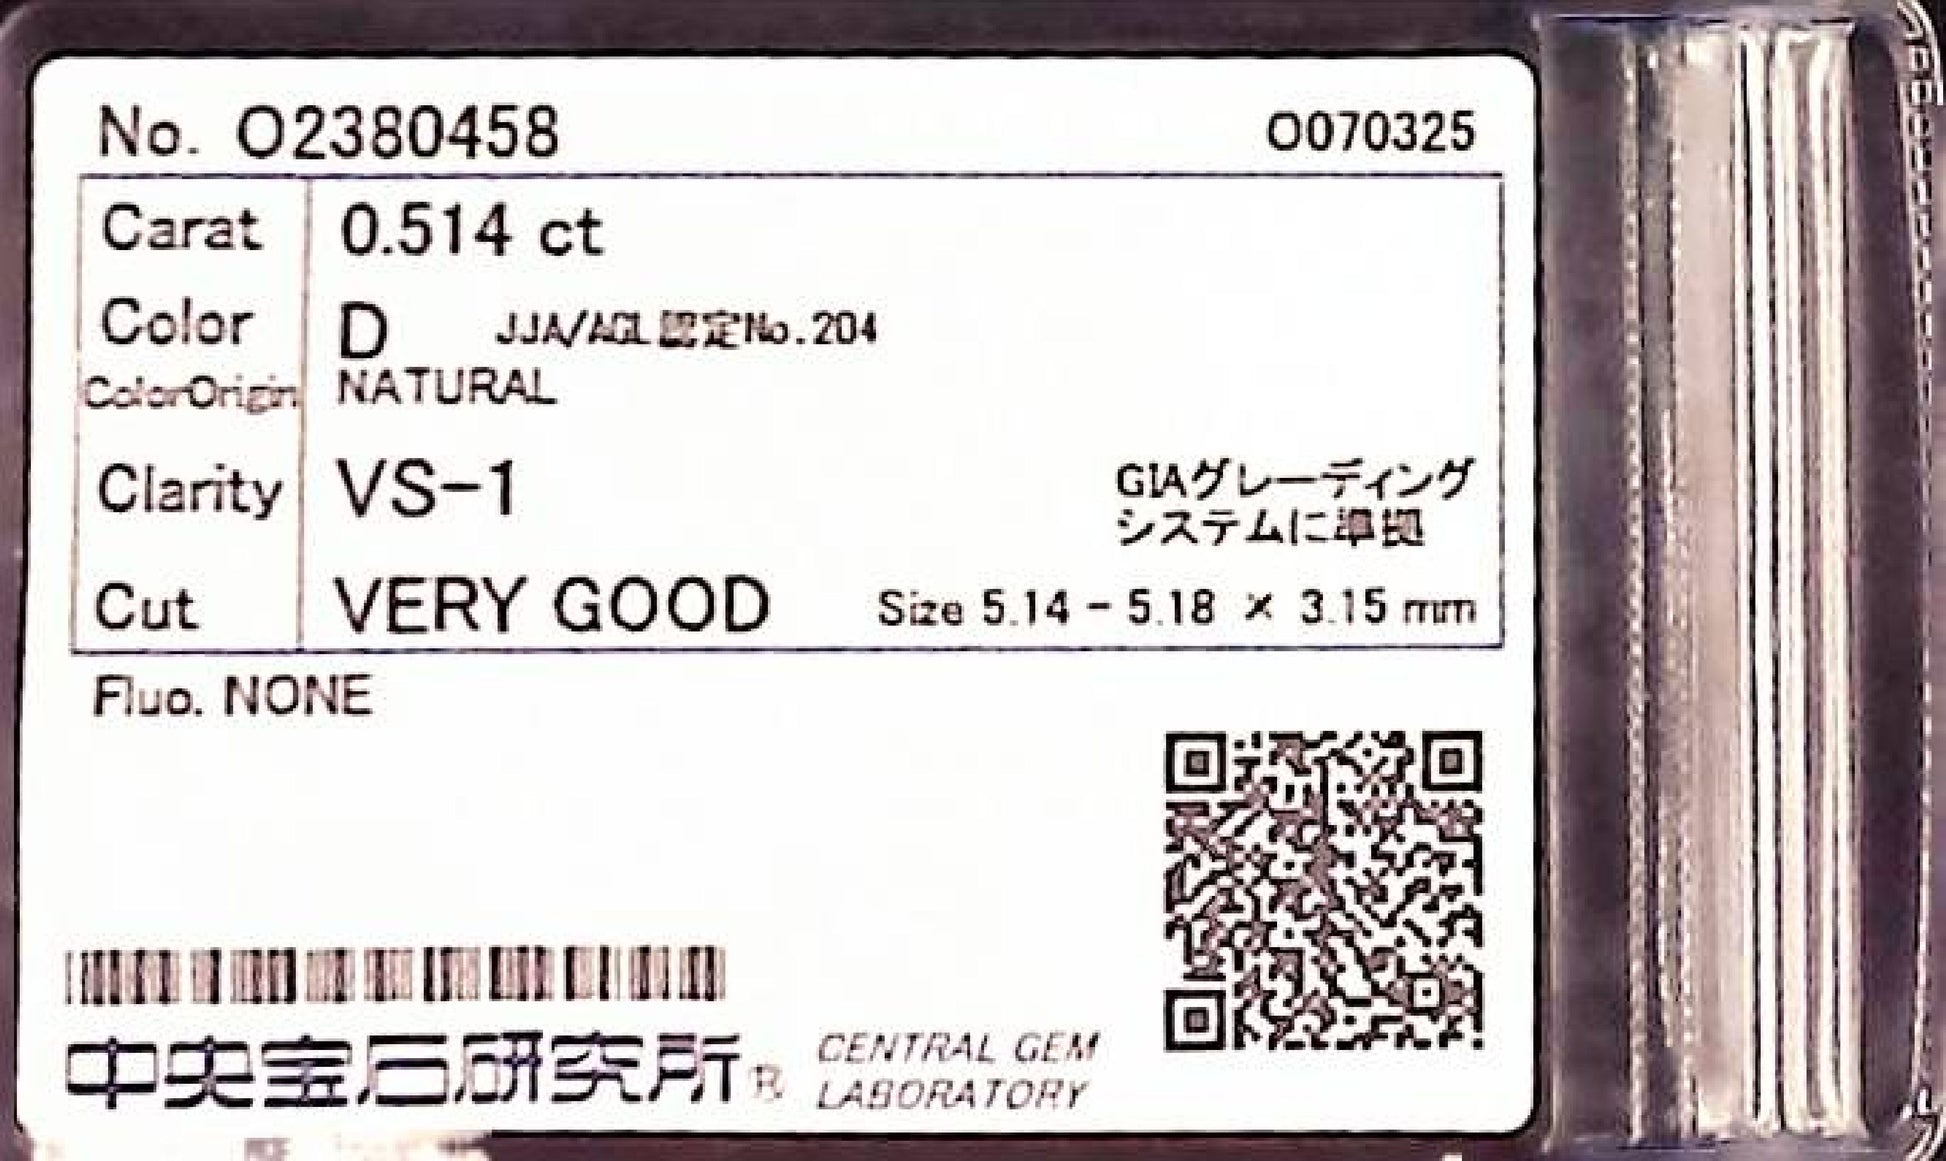 No. O2380458 O070325
Carat 0.514 ct
Color D JJA/AGL認定No.204
ColorOrigin NATURAL
Clarity VS-1 GIAグレーディング
システムに準拠
Cut VERY GOOD Size 5.14 - 5.18 × 3.15 mm
Fluo. NONE
中央宝石研究所® CENTRAL GEM
LABORATORY